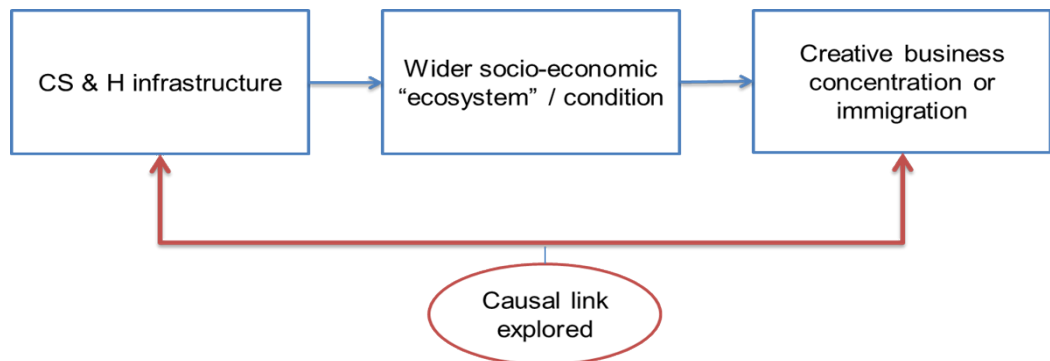 CS & H infrastructure
Wider socio-economic
“ecosystem” / condition
Creative business
concentration or
immigration
Causal link
explored